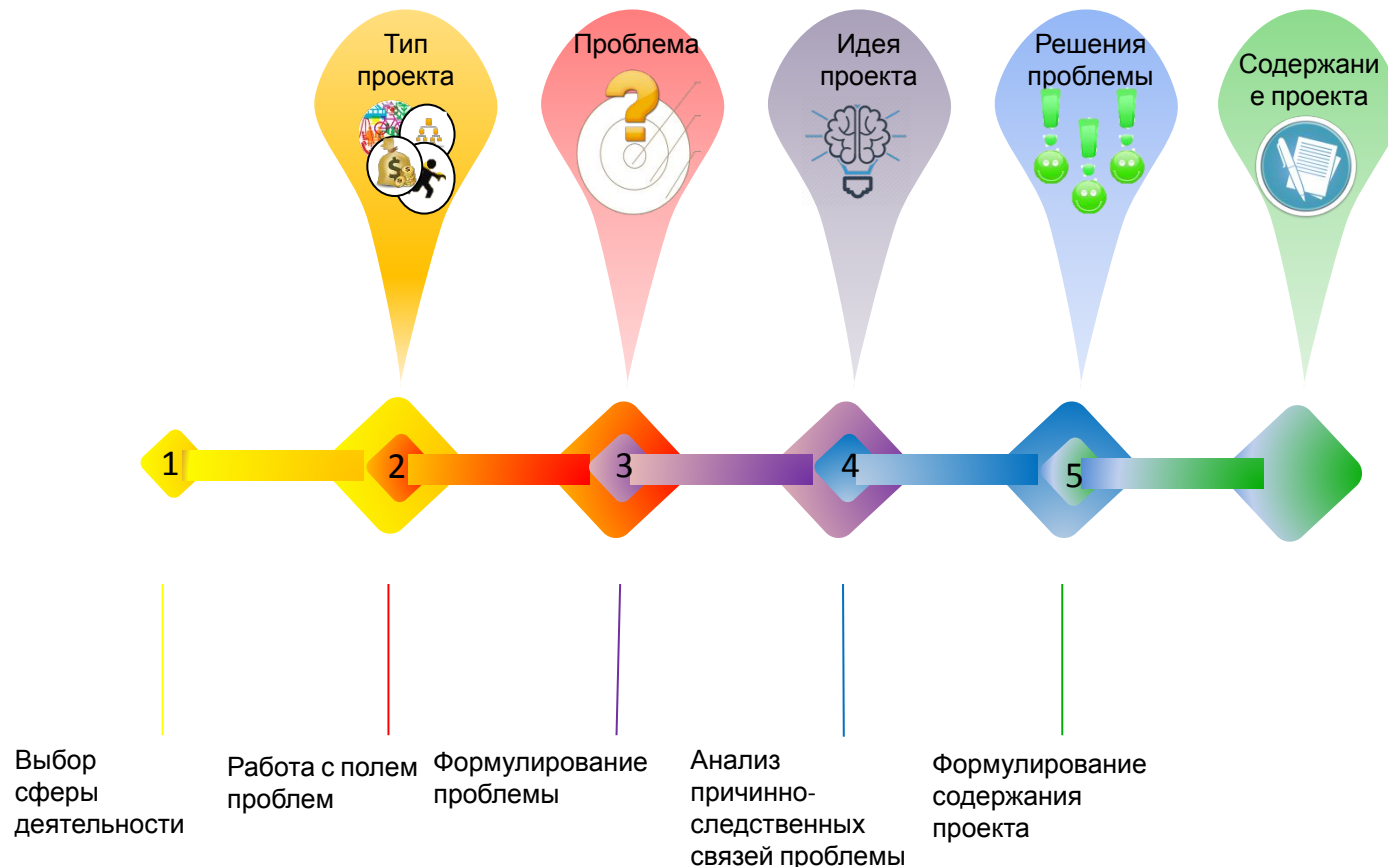 Тип
проекта
Проблема
Идея
проекта
Решения
проблемы
Содержани
е проекта
$
1
2
3
4
5
Выбор
сферы
деятельности
Работа с полем
проблем
Формулирование
проблемы
Анализ
причинно-
следственных
связей проблемы
Формулирование
содержания
проекта